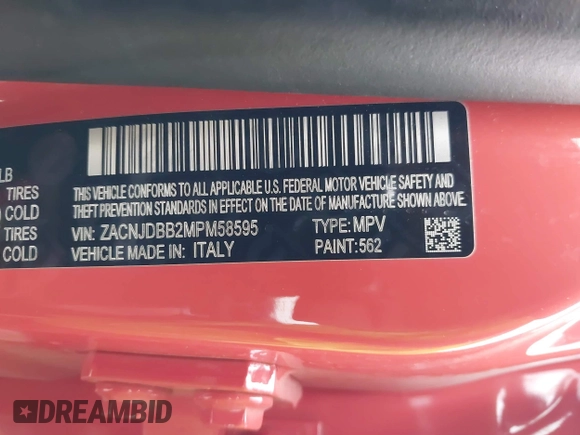 LB
TIRES
COLD
TIRES
COLD
THIS VEHICLE CONFORMS TO ALL APPLICABLE U.S. FEDERAL MOTOR VEHICLE SAFETY AND
THEFT PREVENTION STANDARDS IN EFFECT ON THE DATE OF MANUFACTURE SHOWN ABOVE.
VIN: ZACNJDBB2MPM58595 TYPE: MPV
VEHICLE MADE IN: ITALY PAINT: 562
DREAMBID